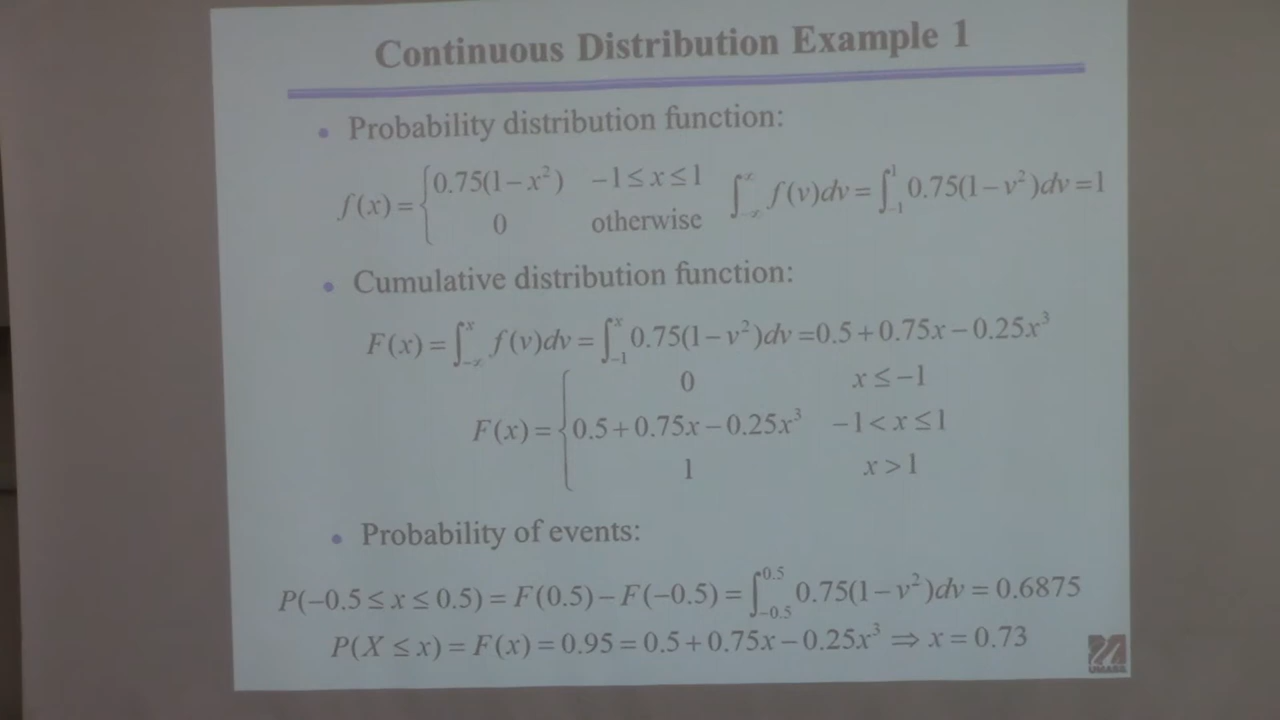 Continuous Distribution Example 1
• Probability distribution function:
f(x) = { 0.75(1−x²) −1≤x≤1
0 otherwise
∫_{−∞}^{∞} f(v)dv = ∫_{−1}^{1} 0.75(1−v²)dv = 1
• Cumulative distribution function:
F(x) = ∫_{−∞}^{x} f(v)dv = ∫_{−1}^{x} 0.75(1−v²)dv = 0.5+0.75x−0.25x³
0 x≤−1
F(x) = { 0.5+0.75x−0.25x³ −1<x≤1
1 x>1
• Probability of events:
P(−0.5≤x≤0.5) = F(0.5)−F(−0.5) = ∫_{−0.5}^{0.5} 0.75(1−v²)dv = 0.6875
P(X≤x) = F(x) = 0.95 = 0.5+0.75x−0.25x³ ⇒ x = 0.73
UMASS